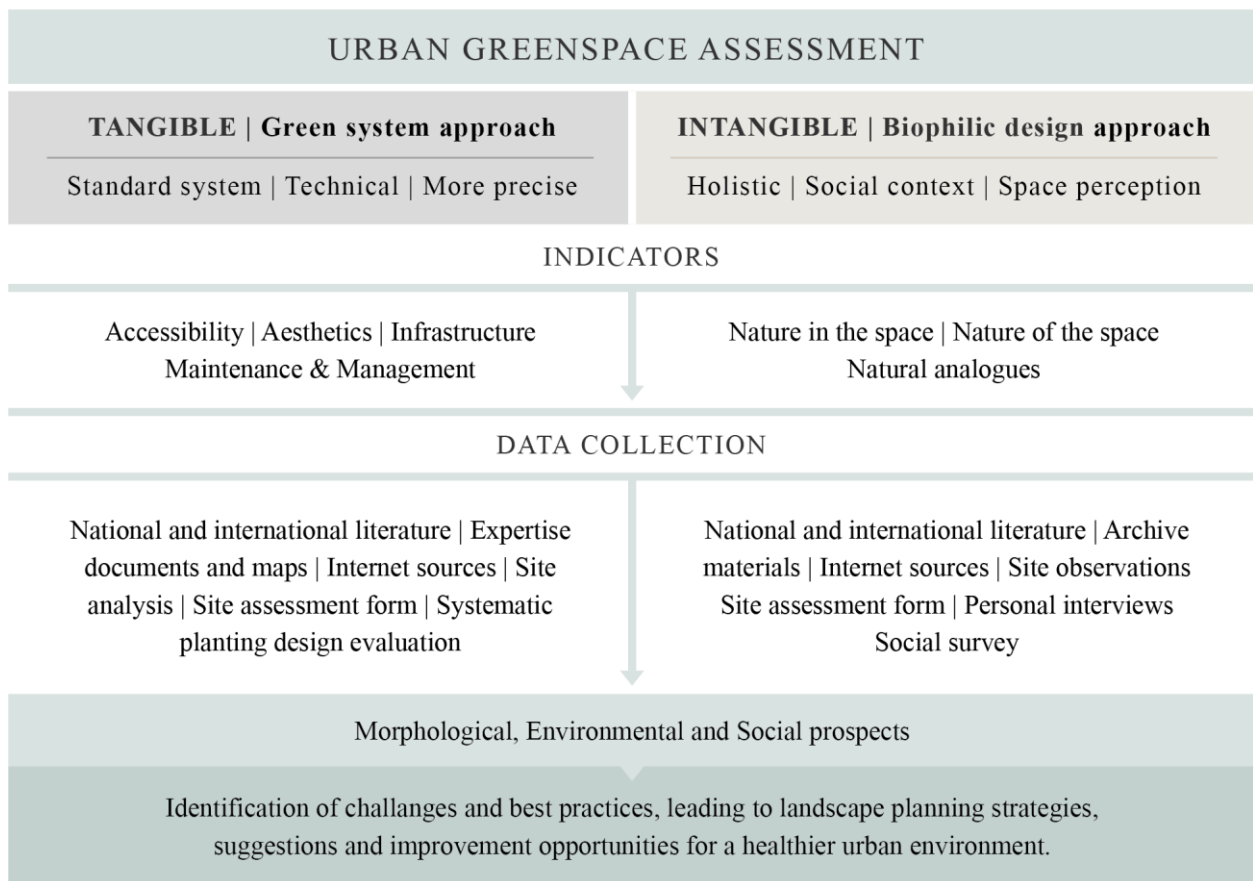 URBAN GREENSPACE ASSESSMENT
TANGIBLE | Green system approach
Standard system | Technical | More precise
INTANGIBLE | Biophilic design approach
Holistic | Social context | Space perception
INDICATORS
Accessibility | Aesthetics | Infrastructure
Maintenance & Management
Nature in the space | Nature of the space
Natural analogues
DATA COLLECTION
National and international literature | Expertise
documents and maps | Internet sources | Site
analysis | Site assessment form | Systematic
planting design evaluation
National and international literature | Archive
materials | Internet sources | Site observations
Site assessment form | Personal interviews
Social survey
Morphological, Environmental and Social prospects
Identification of challanges and best practices, leading to landscape planning strategies,
suggestions and improvement opportunities for a healthier urban environment.